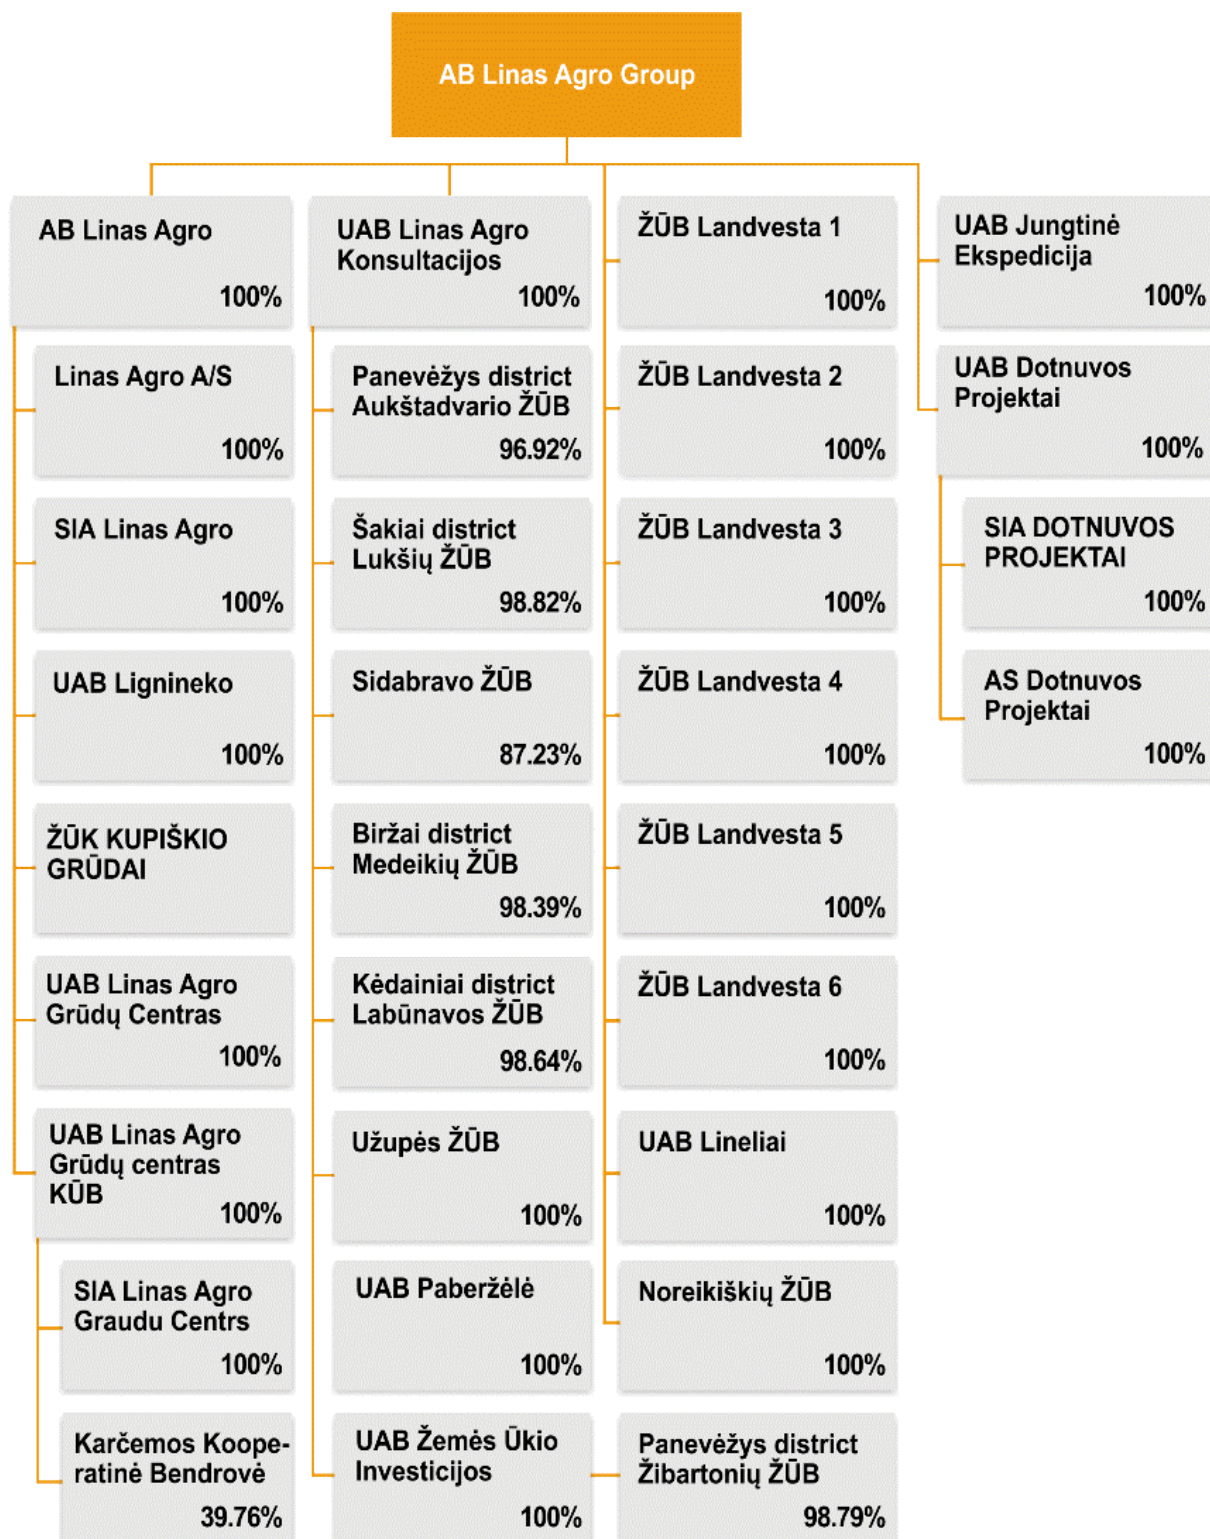 AB Linas Agro Group
AB Linas Agro
100%
Linas Agro A/S
100%
SIA Linas Agro
100%
UAB Lignineko
100%
ŽŪK KUPIŠKIO
GRŪDAI
UAB Linas Agro
Grūdų Centras
100%
UAB Linas Agro
Grūdų centras
KŪB
100%
SIA Linas Agro
Graudu Centrs
100%
Karčemos Koope-
ratinė Bendrovė
39.76%
UAB Linas Agro
Konsultacijos
100%
Panevėžys district
Aukštadvario ŽŪB
96.92%
Šakiai district
Lukšių ŽŪB
98.82%
Sidabravo ŽŪB
87.23%
Biržai district
Medeikių ŽŪB
98.39%
Kėdainiai district
Labūnavos ŽŪB
98.64%
Užupės ŽŪB
100%
UAB Paberžėlė
100%
UAB Žemės Ūkio
Investicijos
100%
Panevėžys district
Žibartonių ŽŪB
98.79%
ŽŪB Landvesta 1
100%
ŽŪB Landvesta 2
100%
ŽŪB Landvesta 3
100%
ŽŪB Landvesta 4
100%
ŽŪB Landvesta 5
100%
ŽŪB Landvesta 6
100%
UAB Lineliai
100%
Noreikiškių ŽŪB
100%
UAB Jungtinė
Ekspedicija
100%
UAB Dotnuvos
Projektai
100%
SIA DOTNUVOS
PROJEKTAI
100%
AS Dotnuvos
Projektai
100%